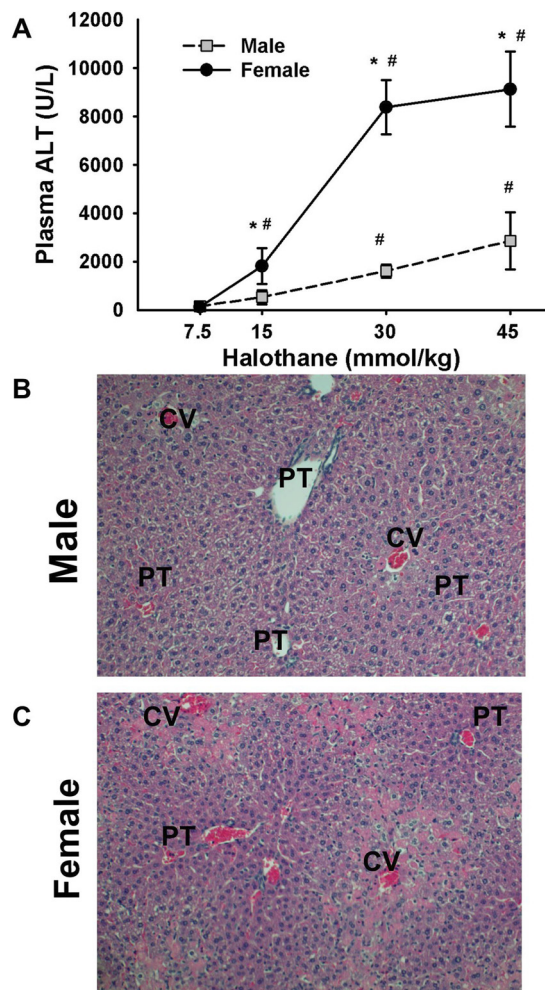 A
Plasma ALT (U/L)
12000
10000
8000
6000
4000
2000
0
Male
Female
* #
* #
* #
#
#
7.5
15
30
45
Halothane (mmol/kg)
B
Male
CV
PT
CV
PT
PT
PT
C
Female
CV
PT
PT
CV